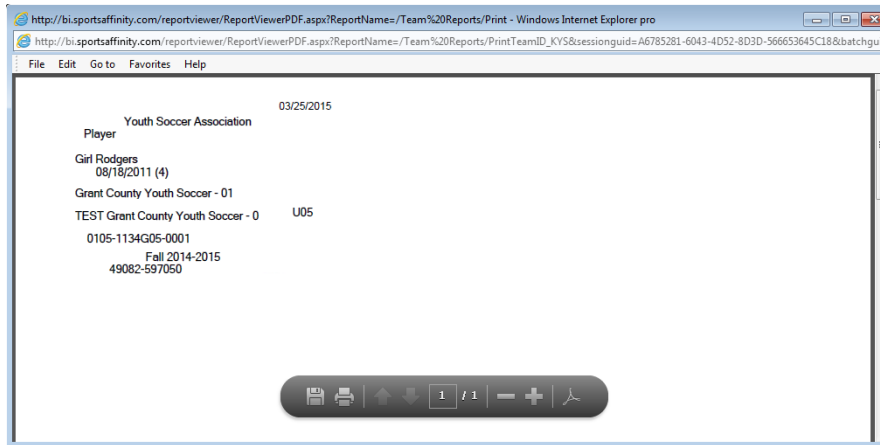 http://bi.sportsaffinity.com/reportviewer/ReportViewerPDF.aspx?ReportName=/Team%20Reports/Print - Windows Internet Explorer pro
http://bi.sportsaffinity.com/reportviewer/ReportViewerPDF.aspx?ReportName=/Team%20Reports/PrintTeamID_KYS&sessionguid=A6785281-6043-4D52-8D3D-566653645C18&batchgu
File Edit Go to Favorites Help
03/25/2015
Youth Soccer Association
Player
Girl Rodgers
08/18/2011 (4)
Grant County Youth Soccer - 01
TEST Grant County Youth Soccer - 0 U05
0105-1134G05-0001
Fall 2014-2015
49082-597050
1 / 1